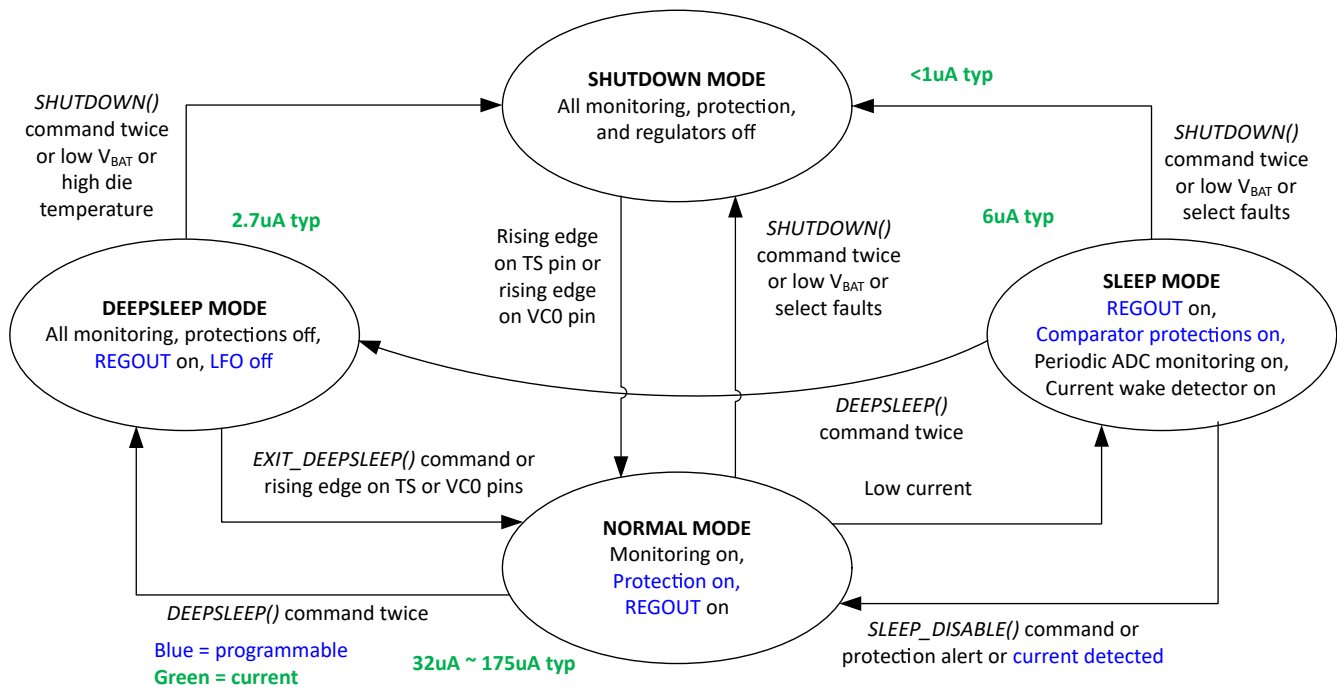 SHUTDOWN MODE
All monitoring, protection,
and regulators off
<1uA typ
SHUTDOWN()
command twice
or low VBAT or
high die
temperature
SHUTDOWN()
command twice
or low VBAT or
select faults
2.7uA typ
Rising edge
on TS pin or
rising edge
on VC0 pin
SHUTDOWN()
command twice
or low VBAT or
select faults
6uA typ
DEEPSLEEP MODE
All monitoring, protections off,
REGOUT on, LFO off
SLEEP MODE
REGOUT on,
Comparator protections on,
Periodic ADC monitoring on,
Current wake detector on
DEEPSLEEP()
command twice
EXIT_DEEPSLEEP() command or
rising edge on TS or VC0 pins
Low current
NORMAL MODE
Monitoring on,
Protection on,
REGOUT on
DEEPSLEEP() command twice
SLEEP_DISABLE() command or
protection alert or current detected
Blue = programmable
Green = current
32uA ~ 175uA typ